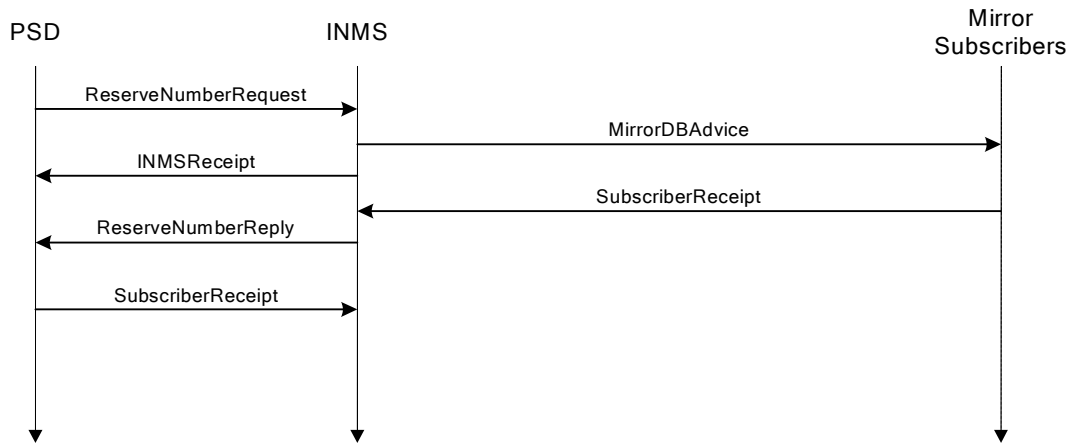 PSD
INMS
Mirror
Subscribers
ReserveNumberRequest
MirrorDBAdvice
INMSReceipt
SubscriberReceipt
ReserveNumberReply
SubscriberReceipt